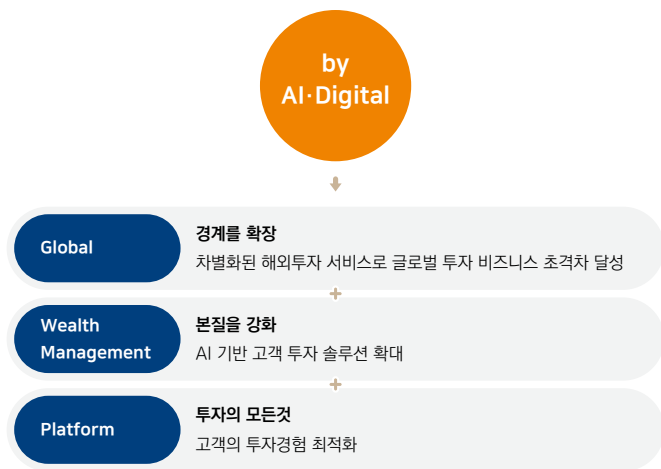 by
AI·Digital
Global
경계를 확장
차별화된 해외투자 서비스로 글로벌 투자 비즈니스 초격차 달성
+
Wealth
Management
본질을 강화
AI 기반 고객 투자 솔루션 확대
+
Platform
투자의 모든것
고객의 투자경험 최적화